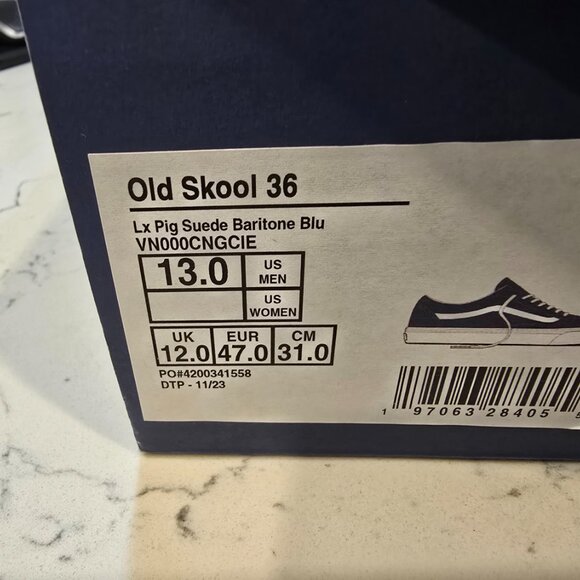 Old Skool 36
Lx Pig Suede Baritone Blu
VN000CNGCIE
13.0 US MEN
US WOMEN
UK EUR CM
12.0 47.0 31.0
PO#4200341558
DTP - 11/23
1 97063 28405